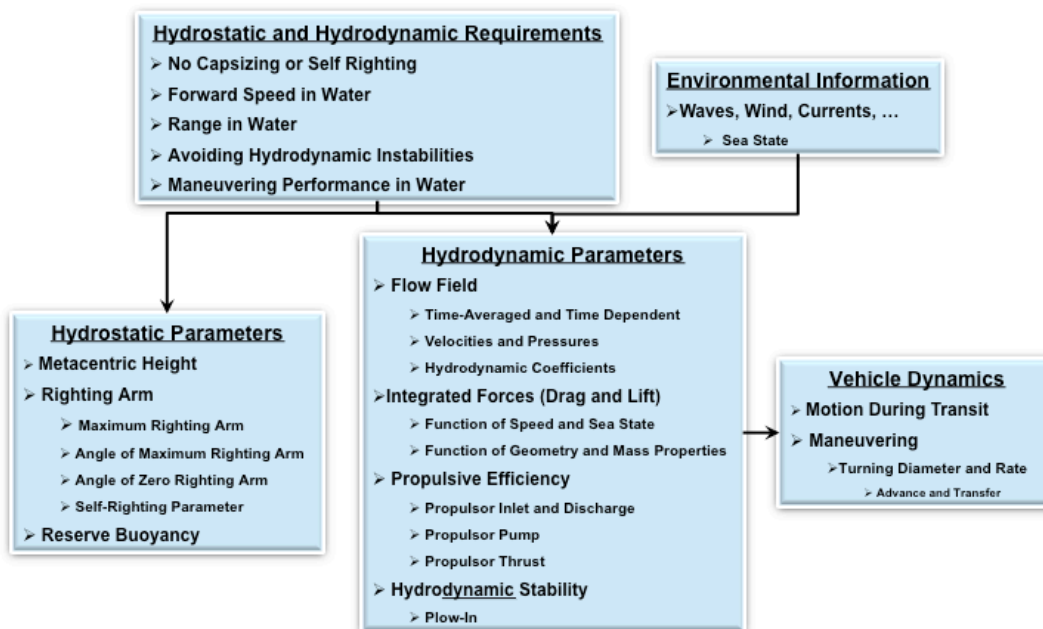 Hydrostatic and Hydrodynamic Requirements
➢ No Capsizing or Self Righting
➢ Forward Speed in Water
➢ Range in Water
➢ Avoiding Hydrodynamic Instabilities
➢ Maneuvering Performance in Water
Environmental Information
➢Waves, Wind, Currents, …
➢ Sea State
Hydrostatic Parameters
➢ Metacentric Height
➢ Righting Arm
➢ Maximum Righting Arm
➢ Angle of Maximum Righting Arm
➢ Angle of Zero Righting Arm
➢ Self-Righting Parameter
➢ Reserve Buoyancy
Hydrodynamic Parameters
➢ Flow Field
➢ Time-Averaged and Time Dependent
➢ Velocities and Pressures
➢ Hydrodynamic Coefficients
➢Integrated Forces (Drag and Lift)
➢ Function of Speed and Sea State
➢ Function of Geometry and Mass Properties
➢ Propulsive Efficiency
➢ Propulsor Inlet and Discharge
➢ Propulsor Pump
➢ Propulsor Thrust
➢ Hydrodynamic Stability
➢ Plow-In
Vehicle Dynamics
➢ Motion During Transit
➢ Maneuvering
➢Turning Diameter and Rate
➢ Advance and Transfer